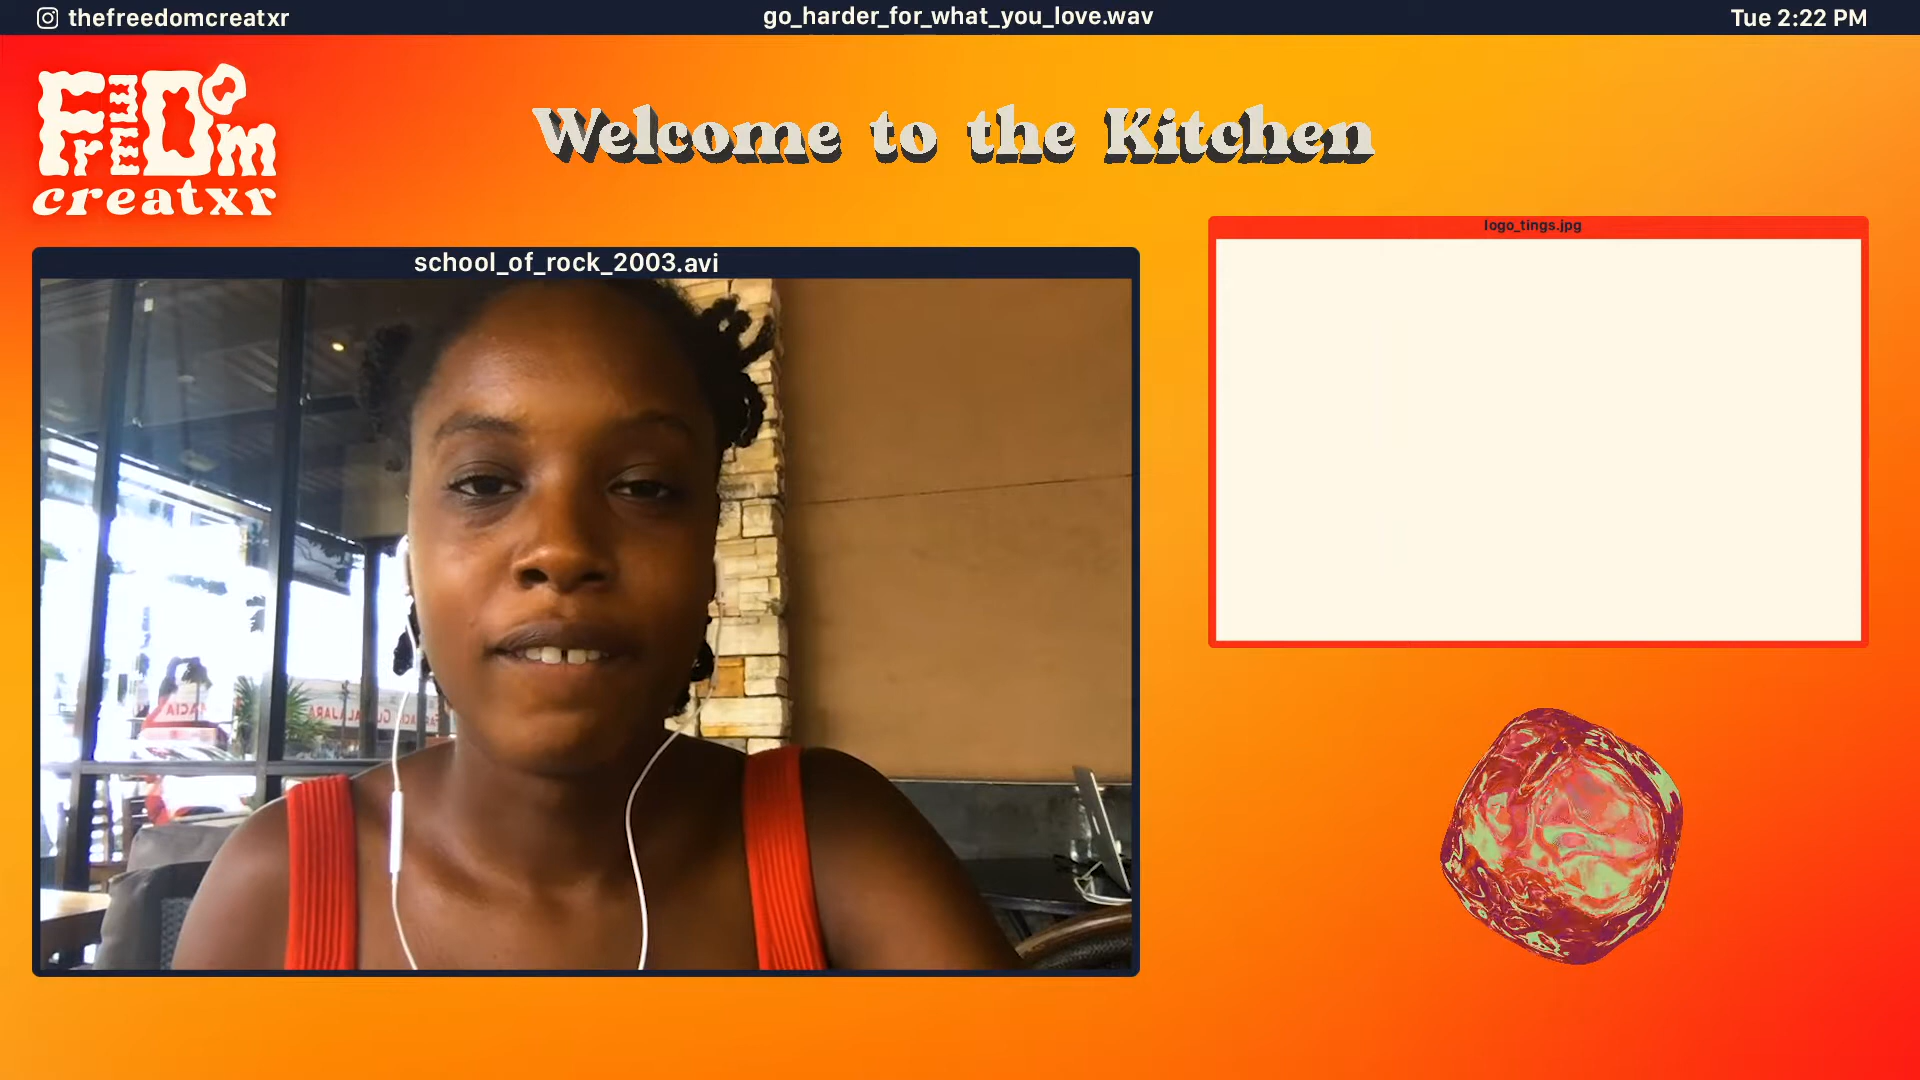 thefreedomcreatxr
go_harder_for_what_you_love.wav
Tue 2:22 PM
FREEDOM
creatxr
Welcome to the Kitchen
logo_tings.jpg
school_of_rock_2003.avi